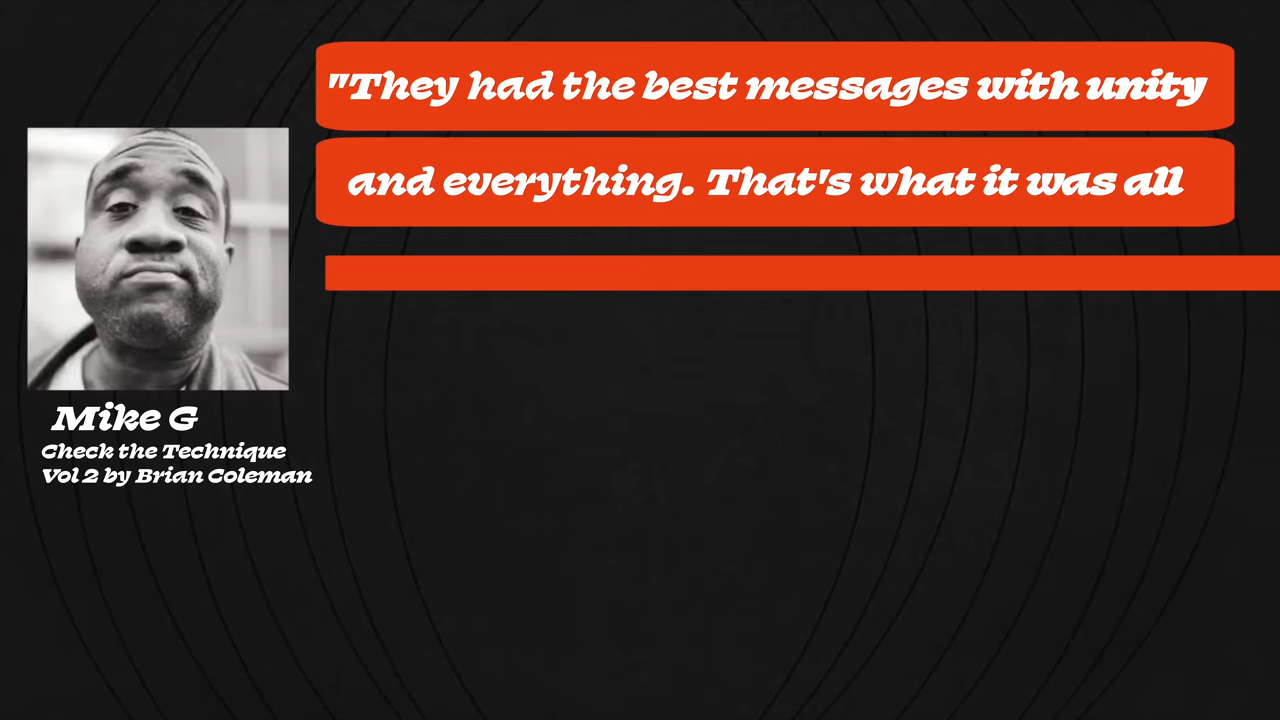 "They had the best messages with unity
and everything. That's what it was all
Mike G
Check the Technique
Vol 2 by Brian Coleman